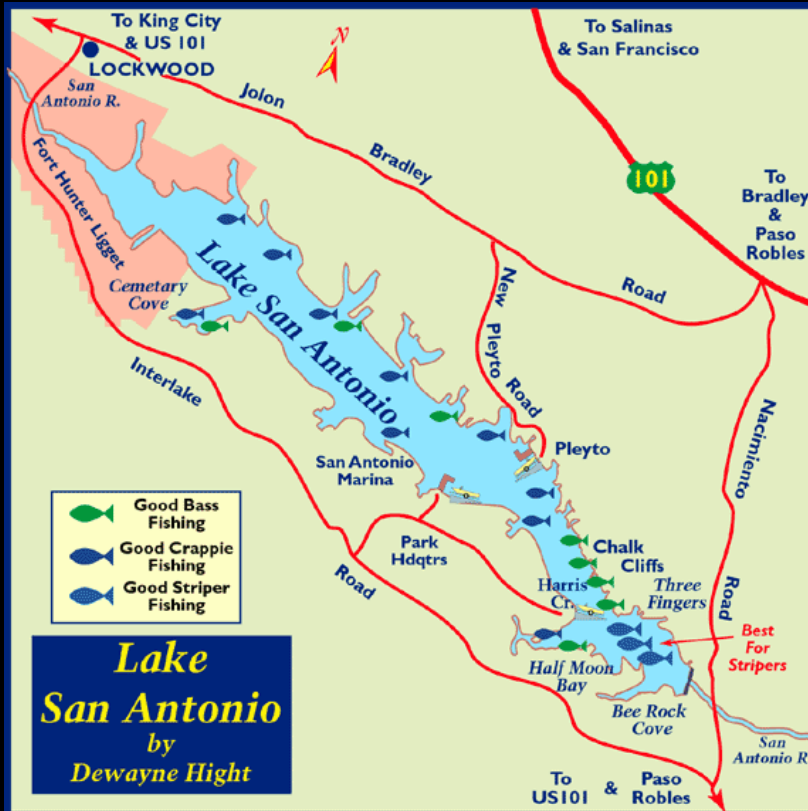 To King City
& US 101
LOCKWOOD
San
Antonio R.
N
To Salinas
& San Francisco
101
To
Bradley
&
Paso
Robles
Jolon
Bradley
Road
Fort Hunter Ligget
Cemetary
Cove
Lake San Antonio
New
Pleyto
Road
Interlake
Road
Nacimiento
Road
Pleyto
San Antonio
Marina
Park
Hdqtrs
Chalk
Cliffs
Harris
Cr.
Three
Fingers
Best
For
Stripers
Half Moon
Bay
Bee Rock
Cove
San
Antonio R
To
US101
&
Paso
Robles
Good Bass
Fishing
Good Crappie
Fishing
Good Striper
Fishing
Lake
San Antonio
by
Dewayne Hight